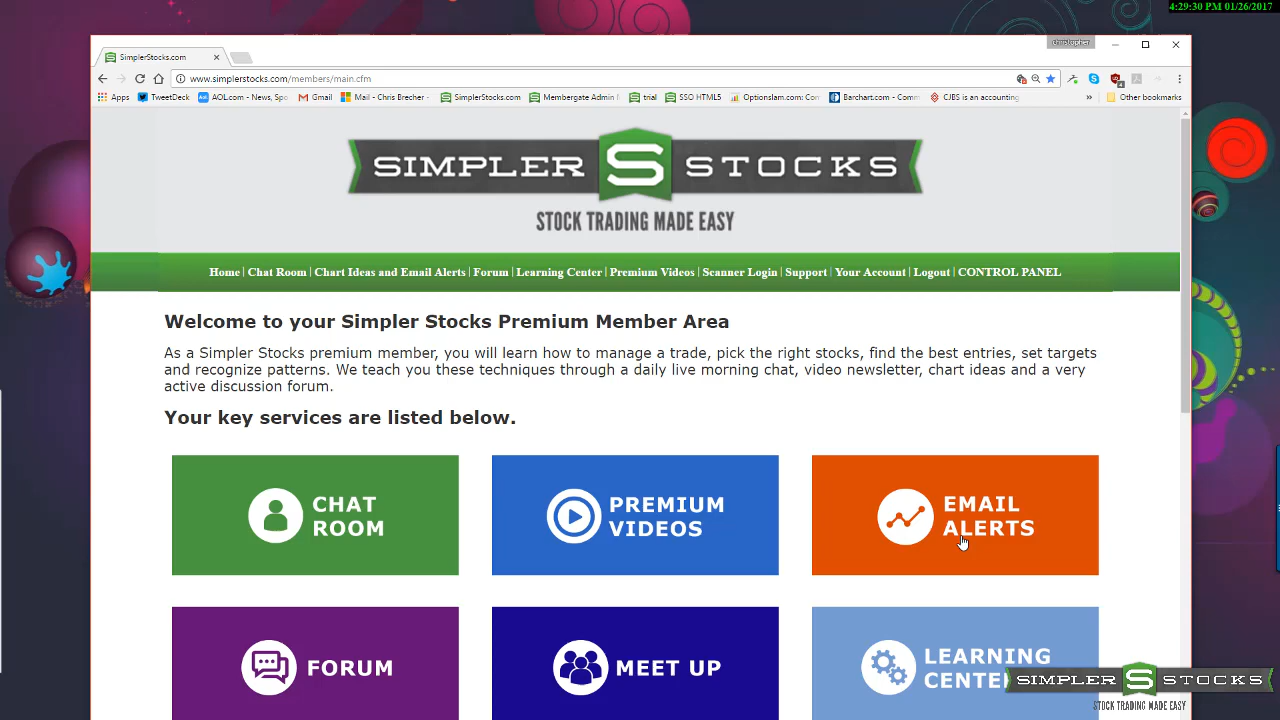 4:29:30 PM 01/26/2017
christopher
SimplerStocks.com
www.simplerstocks.com/members/main.cfm
Apps TweetDeck AOL.com - News, Spo Gmail Mail - Chris.Eber - SimplerStocks.com Membergate Admin trial SSO HTML5 Optionslam.com: Con Barchart.com - Comm CJBS is an accounting » Other bookmarks
SIMPLER S STOCKS
STOCK TRADING MADE EASY
Home | Chat Room | Chart Ideas and Email Alerts | Forum | Learning Center | Premium Videos | Scanner Login | Support | Your Account | Logout | CONTROL PANEL
Welcome to your Simpler Stocks Premium Member Area
As a Simpler Stocks premium member, you will learn how to manage a trade, pick the right stocks, find the best entries, set targets
and recognize patterns. We teach you these techniques through a daily live morning chat, video newsletter, chart ideas and a very
active discussion forum.
Your key services are listed below.
CHAT
ROOM
PREMIUM
VIDEOS
EMAIL
ALERTS
FORUM
MEET UP
LEARNING
CENTE
SIMPLER S STOCKS
STOCK TRADING MADE EASY